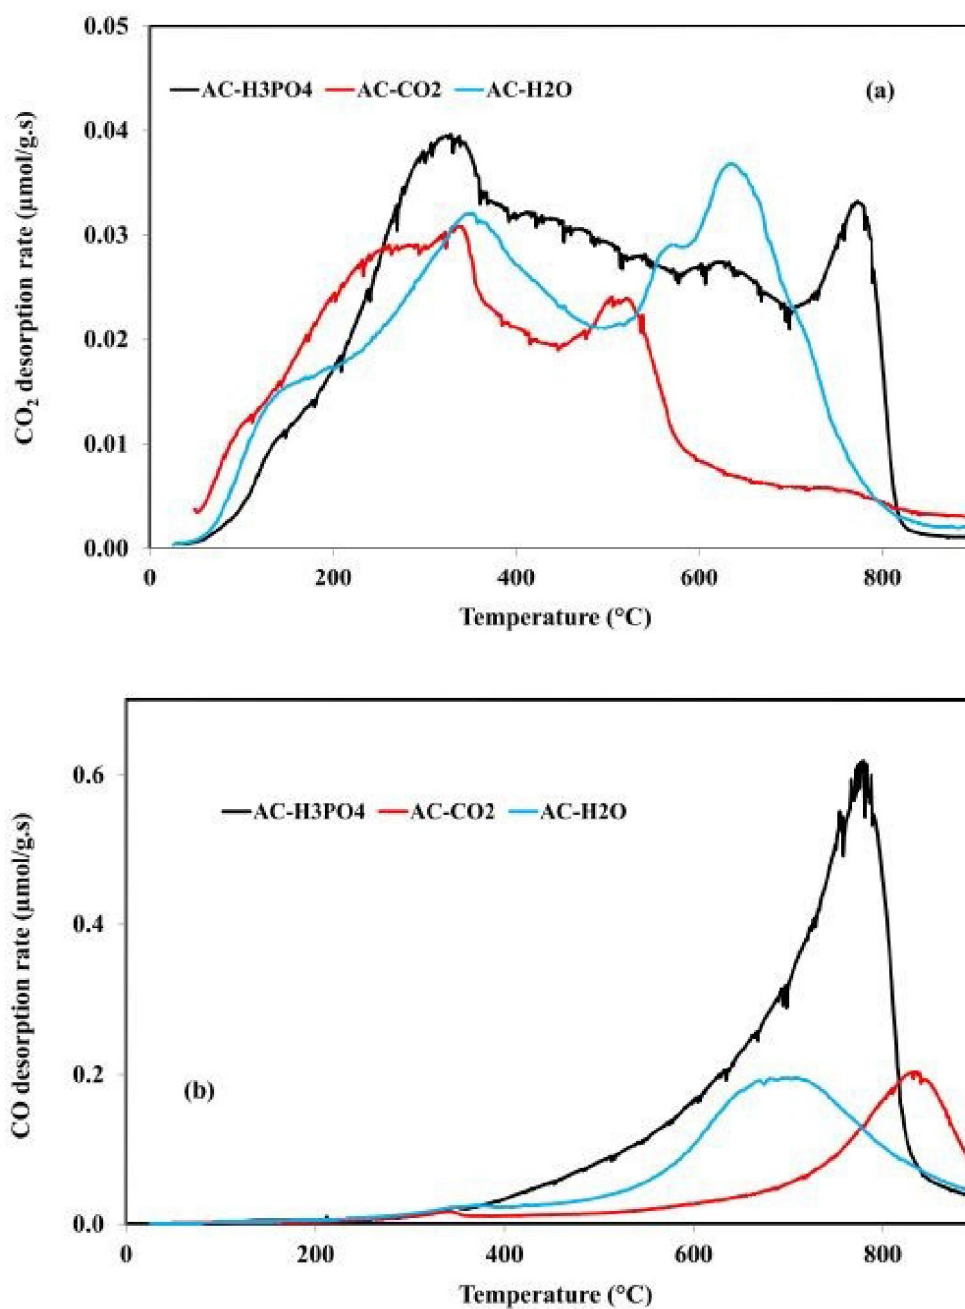 0.05
AC-H3PO4 AC-CO2 AC-H2O (a)
0.04
0.03
0.02
0.01
0.00
CO₂ desorption rate (µmol/g.s)
0 200 400 600 800
Temperature (°C)
0.6
AC-H3PO4 AC-CO2 AC-H2O
0.4
0.2
(b)
0.0
CO desorption rate (µmol/g.s)
0 200 400 600 800
Temperature (°C)